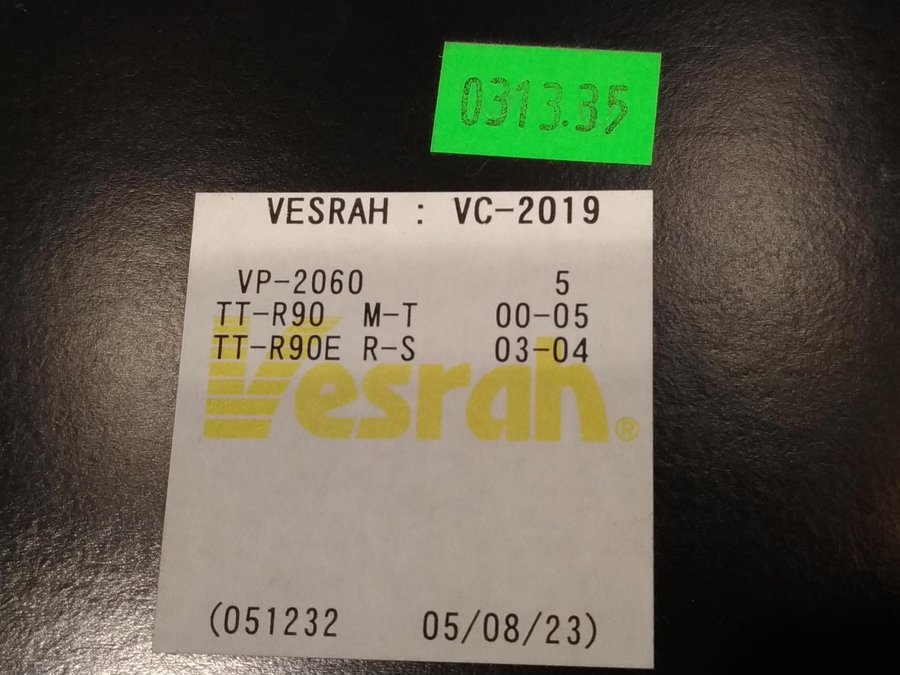 0313.35
VESRAH : VC-2019
VP-2060 5
TT-R90 M-T 00-05
TT-R90E R-S 03-04
Vesrah®
(051232 05/08/23)